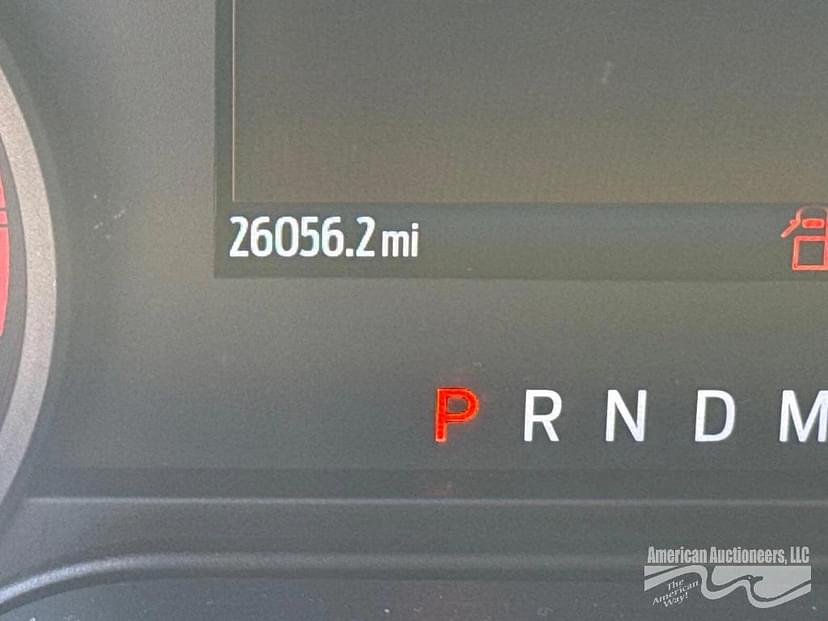 26056.2 mi
P R N D M
American Auctioneers, LLC
The
American
Way!